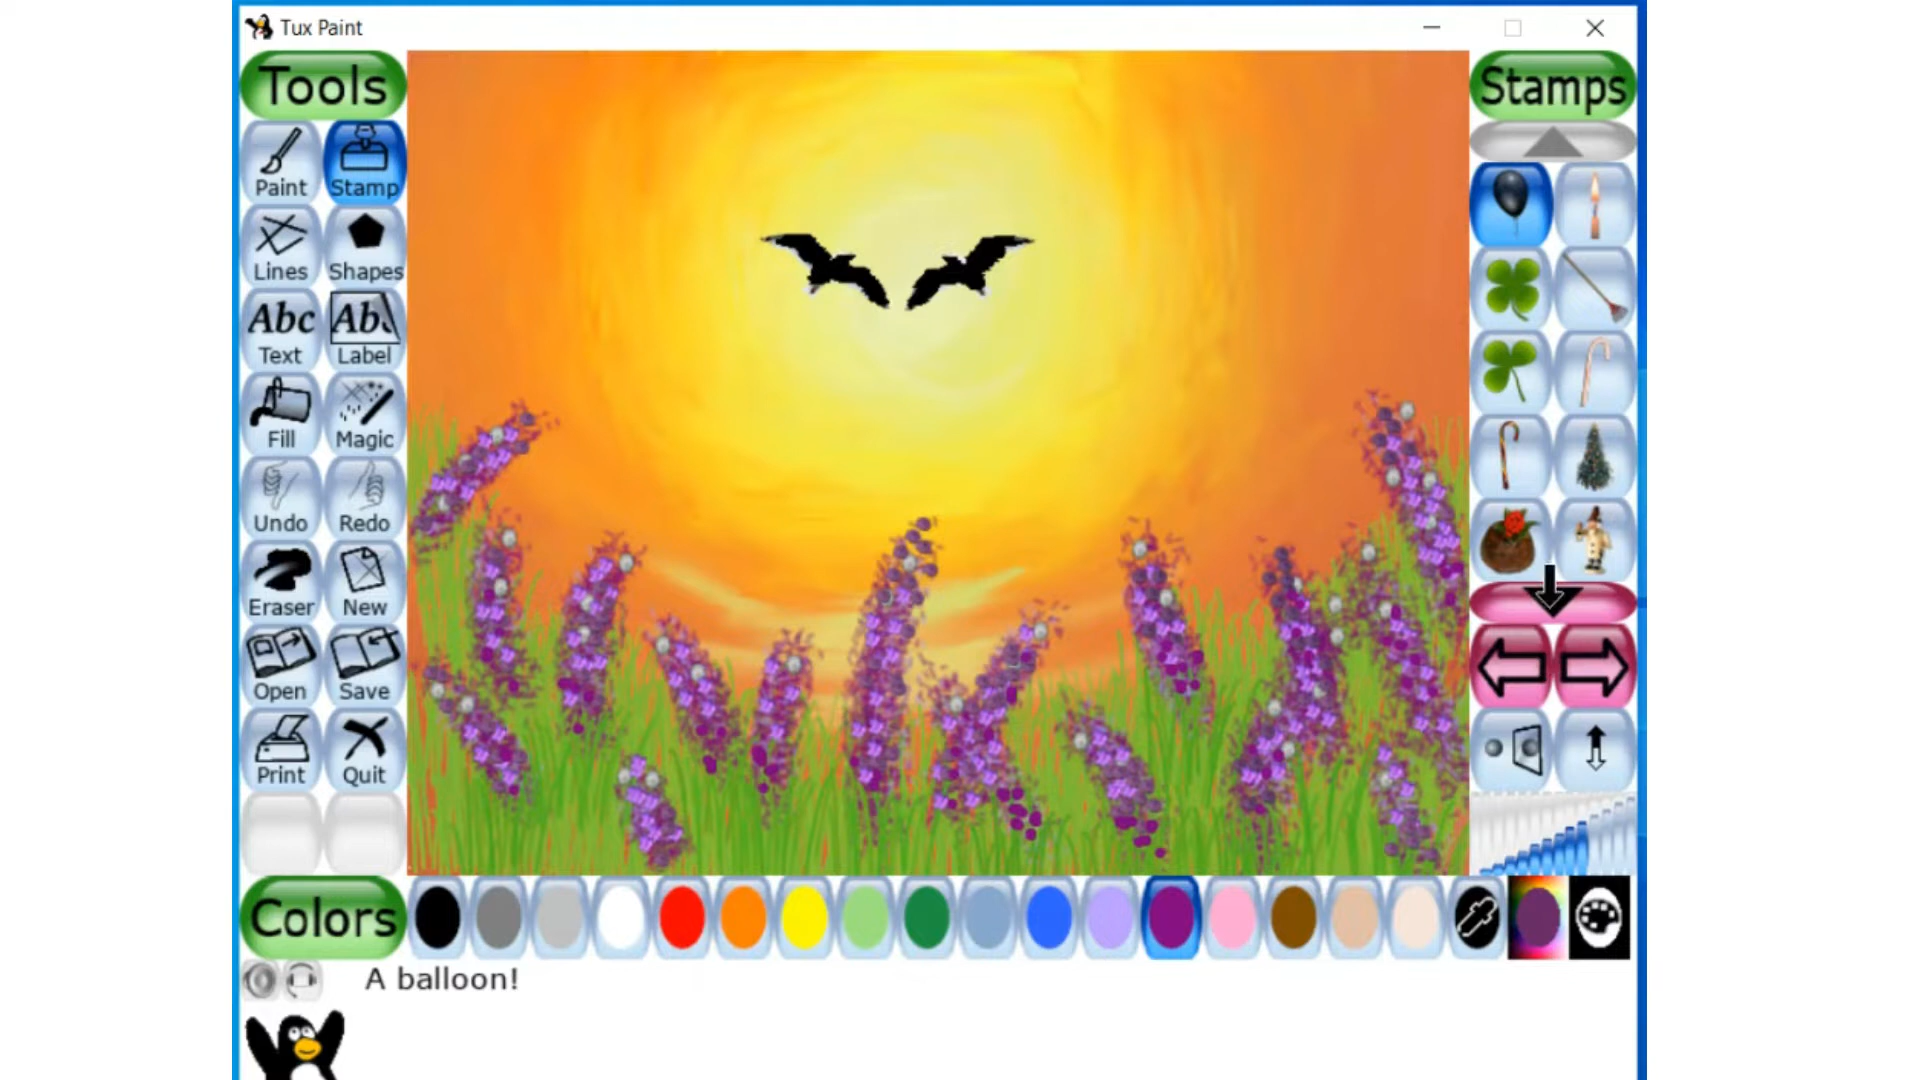 Tux Paint
Tools
Stamps
Paint
Stamp
Lines
Shapes
Abc
Abc
Text
Label
Fill
Magic
Undo
Redo
Eraser
New
Open
Save
Print
Quit
Colors
A balloon!